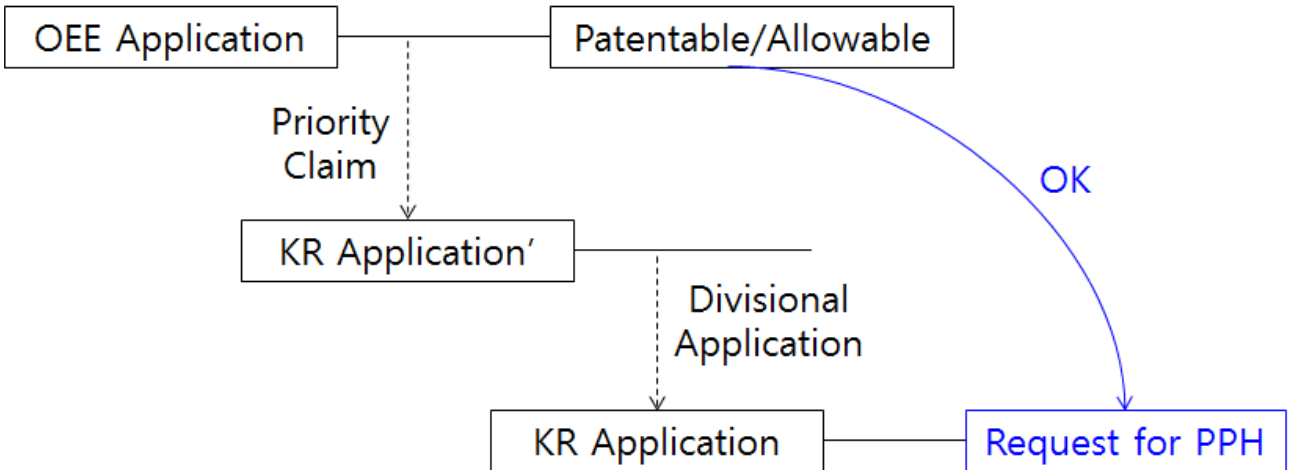 OEE Application
Patentable/Allowable
Priority
Claim
OK
KR Application′
Divisional
Application
KR Application
Request for PPH